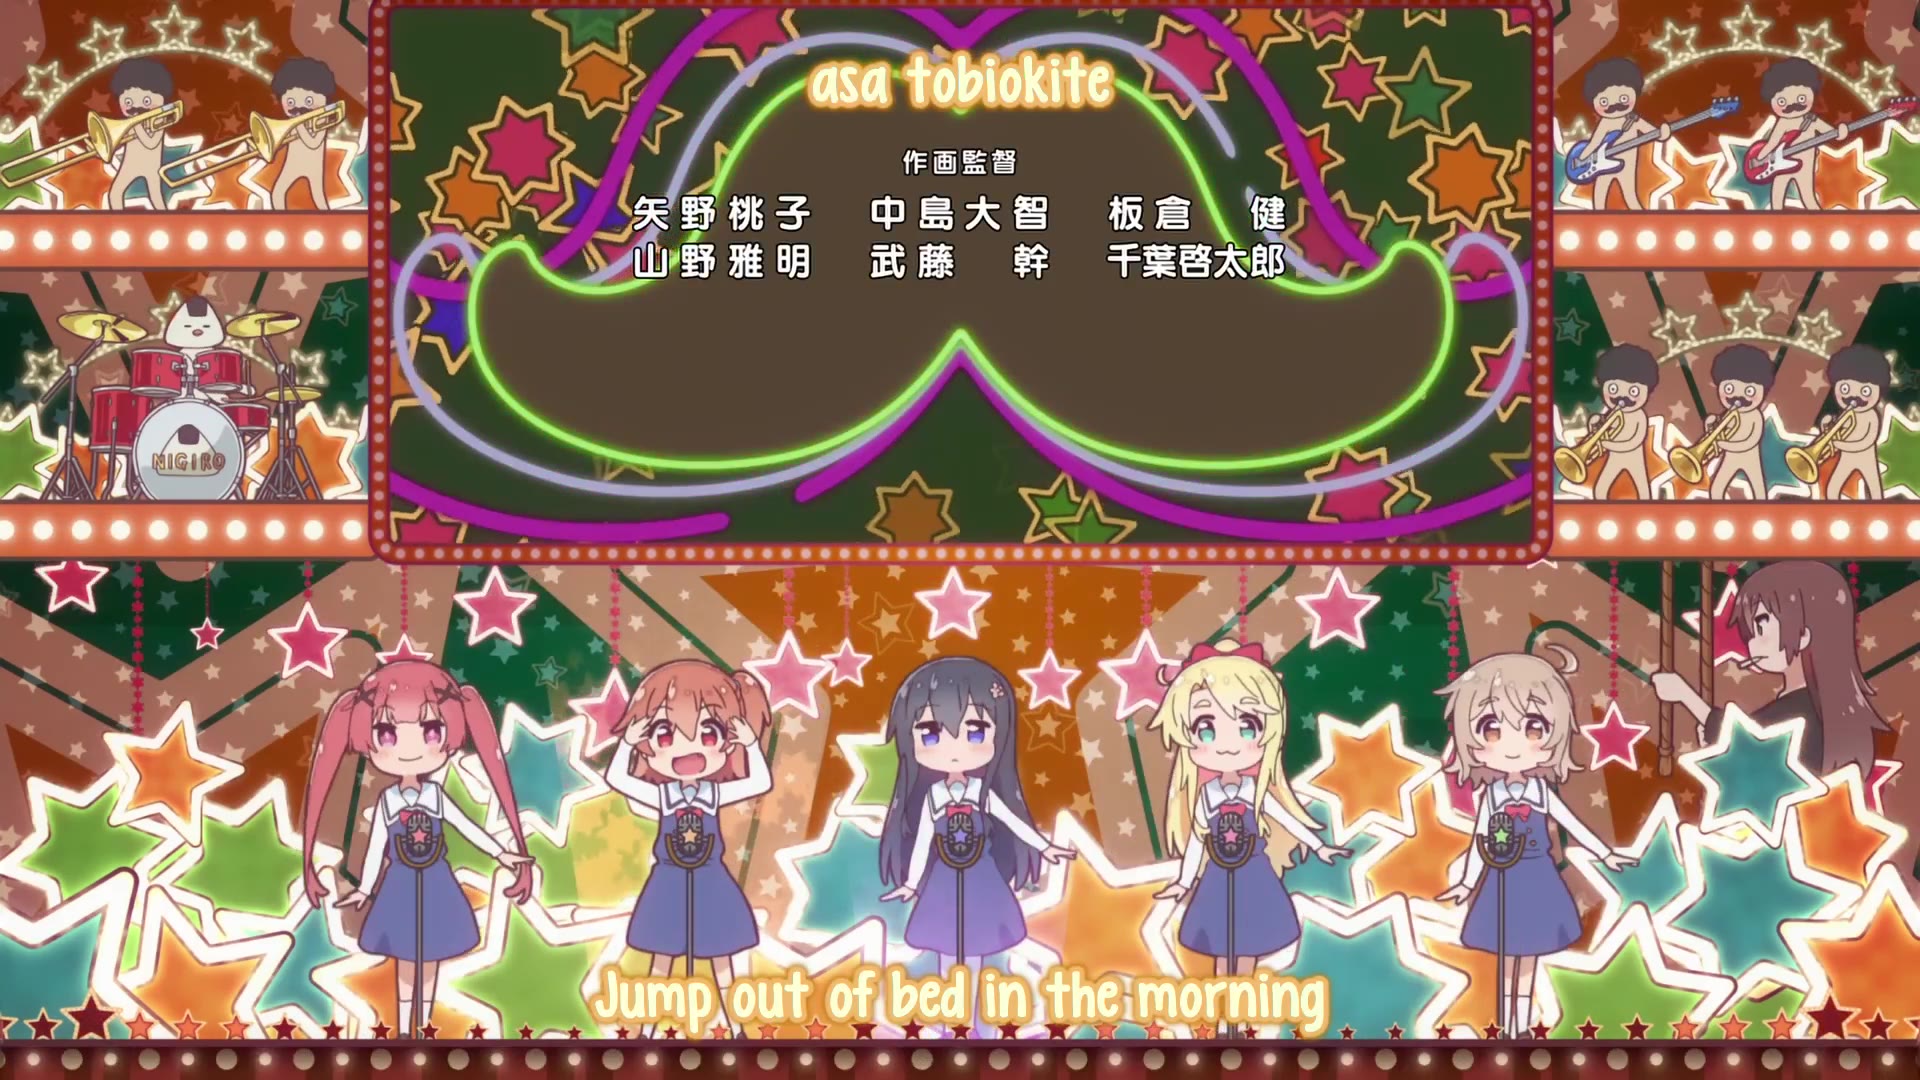 asa tobiokite
作画監督
矢野桃子 中島大智 板倉 健
山野雅明 武藤 幹 千葉啓太郎
NIGIRO
Jump out of bed in the morning